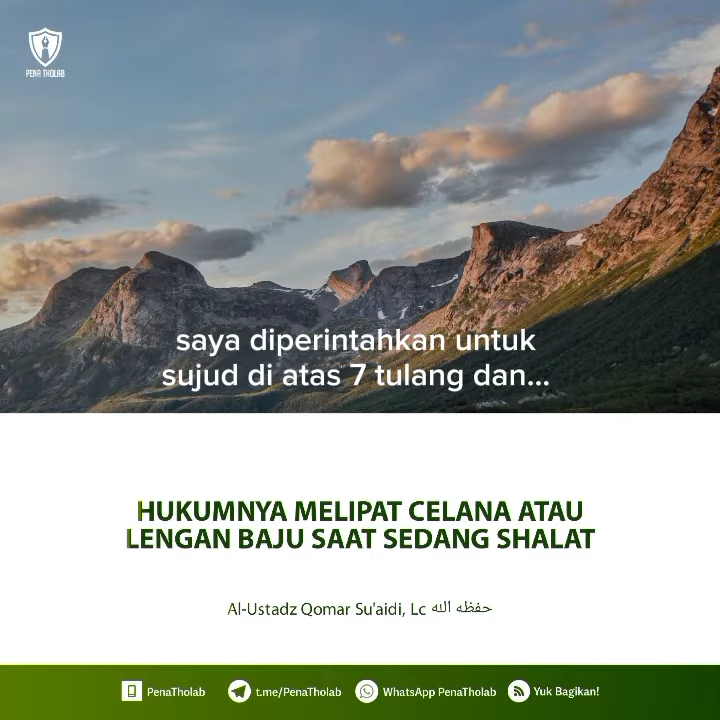 PENA THOLAB
saya diperintahkan untuk
sujud di atas 7 tulang dan...
HUKUMNYA MELIPAT CELANA ATAU
LENGAN BAJU SAAT SEDANG SHALAT
Al-Ustadz Qomar Su'aidi, Lc حفظه الله
PenaTholab t.me/PenaTholab WhatsApp PenaTholab Yuk Bagikan!